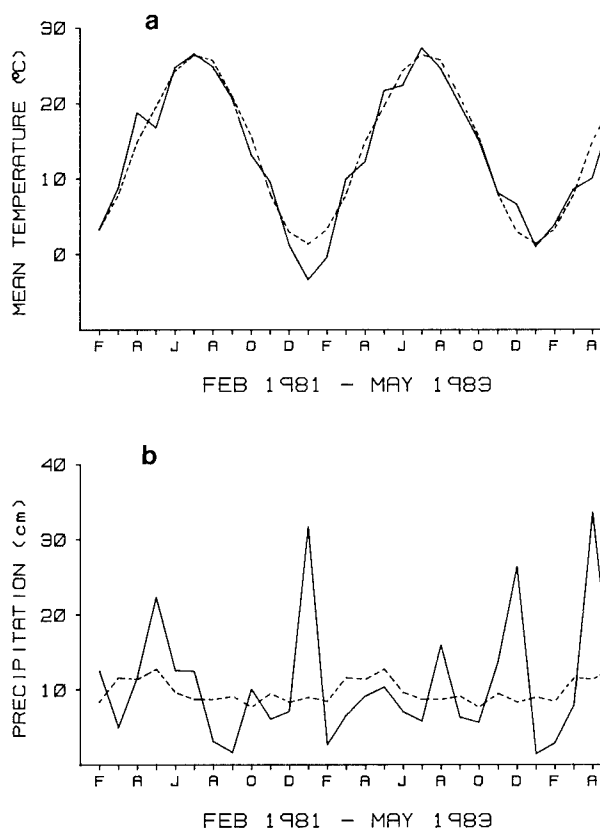 a
30
20
10
0
MEAN TEMPERATURE (ºC)
F A J A O D F A J A O D F A
FEB 1981 - MAY 1983
b
40
30
20
10
PRECIPITATION (cm)
F A J A O D F A J A O D F A
FEB 1981 - MAY 1983